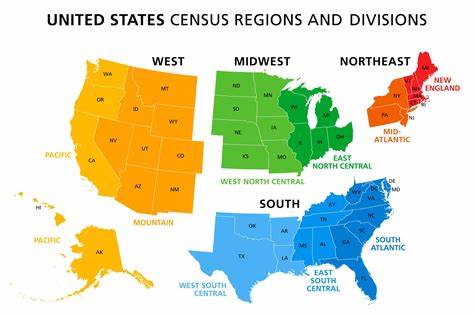 UNITED STATES CENSUS REGIONS AND DIVISIONS
WEST
MIDWEST
NORTHEAST
WA
MT
OR
ID
WY
NV
UT
CO
CA
AZ
NM
PACIFIC
MOUNTAIN
HI
PACIFIC
AK
ND
MN
SD
WI
MI
NE
IA
KS
MO
IL
IN
OH
WEST NORTH CENTRAL
EAST
NORTH CENTRAL
ME
VT
NH
NY
MA
RI
PA
NJ
NEW
ENGLAND
MID-
ATLANTIC
SOUTH
OK
AR
TX
LA
WEST SOUTH
CENTRAL
KY
TN
MS
AL
EAST
SOUTH
CENTRAL
WV
VA
DC
DE
MD
NC
SC
GA
FL
SOUTH
ATLANTIC